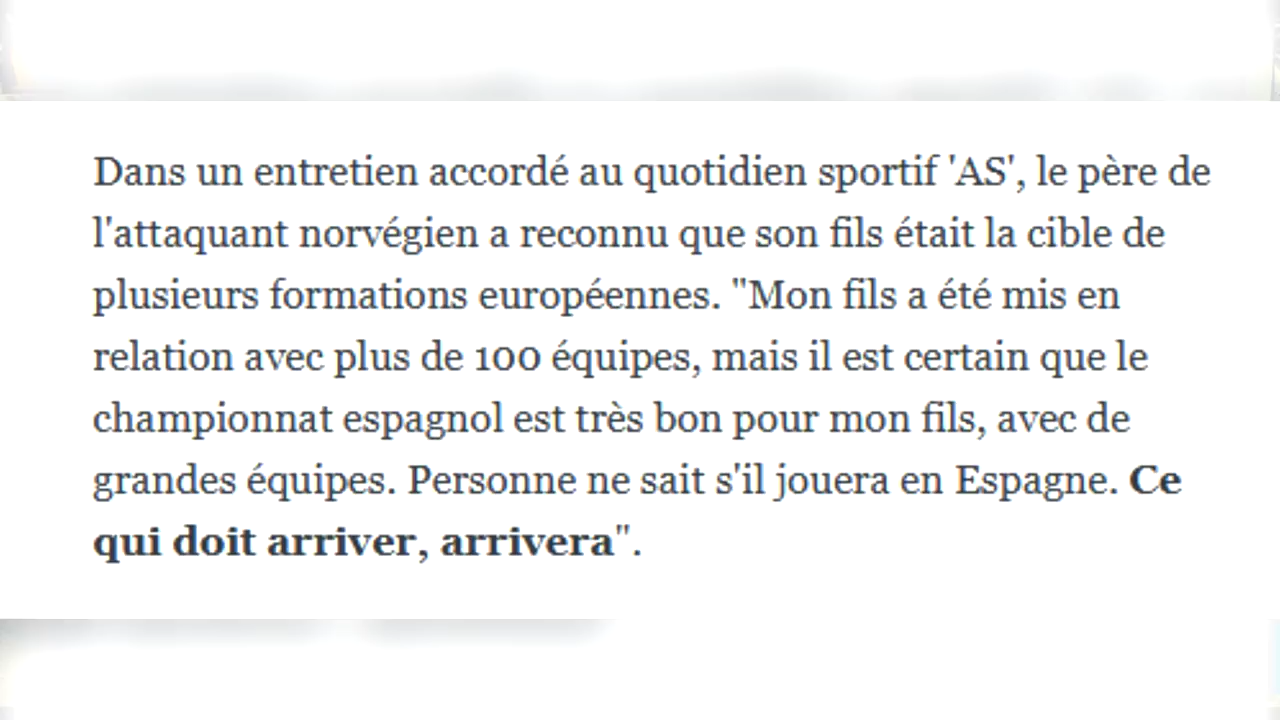 Dans un entretien accordé au quotidien sportif 'AS', le père de
l'attaquant norvégien a reconnu que son fils était la cible de
plusieurs formations européennes. "Mon fils a été mis en
relation avec plus de 100 équipes, mais il est certain que le
championnat espagnol est très bon pour mon fils, avec de
grandes équipes. Personne ne sait s'il jouera en Espagne. Ce
qui doit arriver, arrivera".